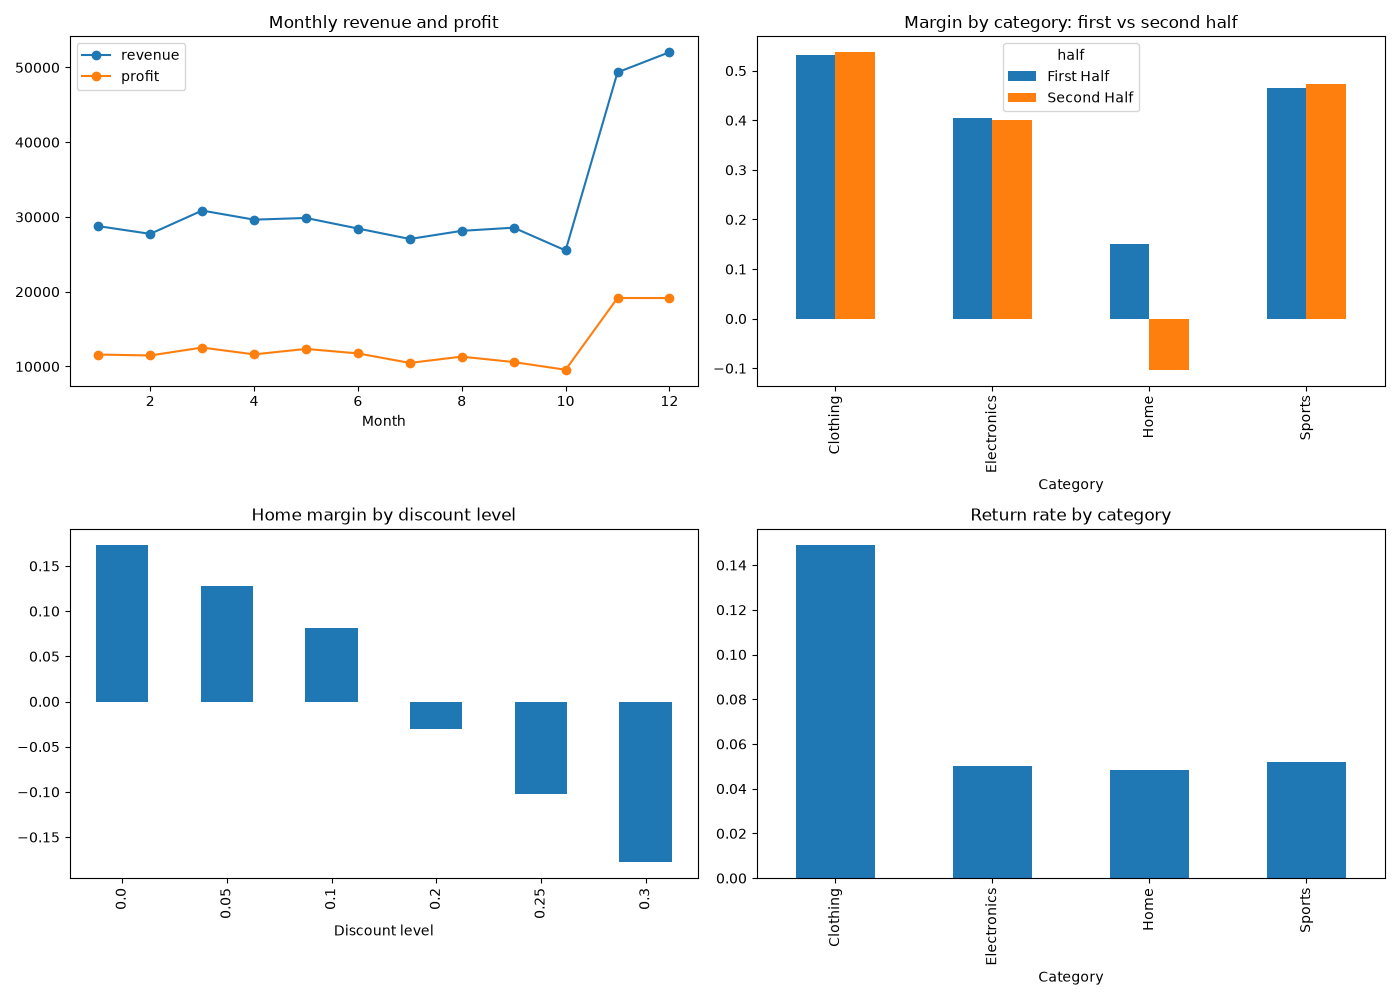 Monthly revenue and profit
revenue
profit
50000
40000
30000
20000
10000
2 4 6 8 10 12
Month
Margin by category: first vs second half
half
First Half
Second Half
0.5
0.4
0.3
0.2
0.1
0.0
−0.1
Clothing
Electronics
Home
Sports
Category
Home margin by discount level
0.15
0.10
0.05
0.00
−0.05
−0.10
−0.15
0.0
0.05
0.1
0.2
0.25
0.3
Discount level
Return rate by category
0.14
0.12
0.10
0.08
0.06
0.04
0.02
0.00
Clothing
Electronics
Home
Sports
Category